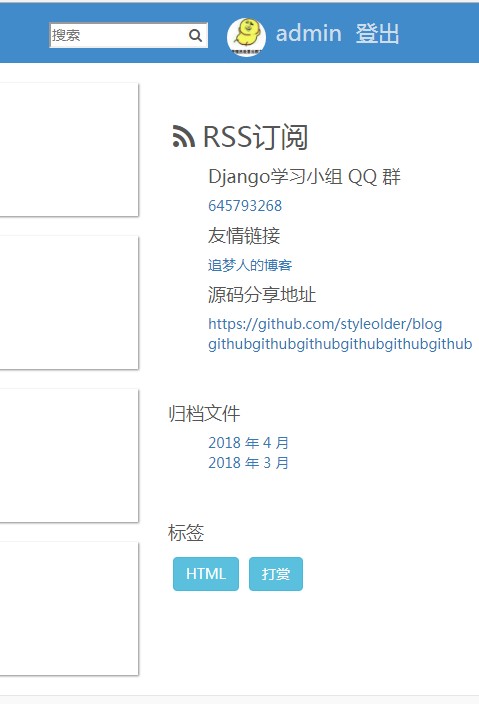 搜索
admin 登出
RSS订阅
Django学习小组 QQ 群
645793268
友情链接
追梦人的博客
源码分享地址
https://github.com/styleolder/blog
githubgithubgithubgithubgithubgithub
归档文件
2018 年 4 月
2018 年 3 月
标签
HTML 打赏